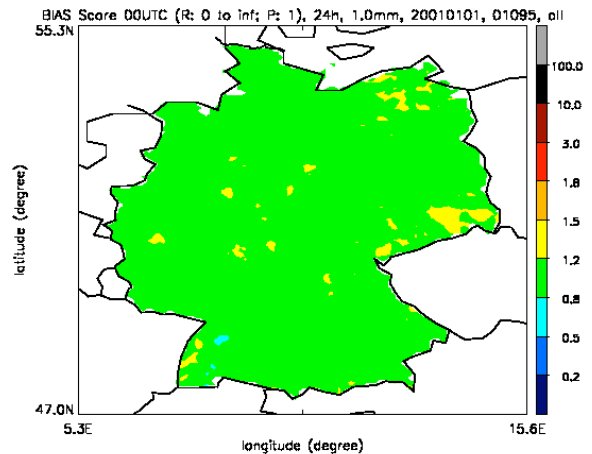 BIAS Score 00UTC (R: 0 to inf; P: 1), 24h, 1.0mm, 20010101, 01095, all
55.3N
100.0
10.0
3.0
1.8
1.5
1.2
0.8
0.5
0.2
latitude (degree)
47.0N
5.3E
15.6E
longitude (degree)